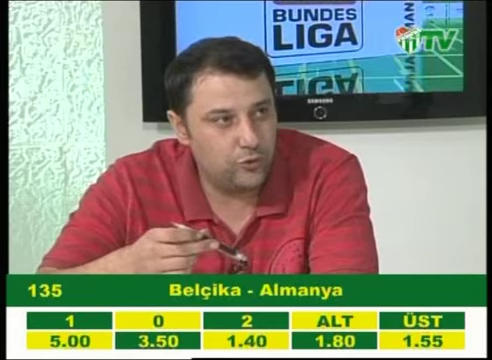 BUNDES
LIGA
TV
SAMSUNG
135 Belçika - Almanya
1 0 2 ALT ÜST
5.00 3.50 1.40 1.80 1.55